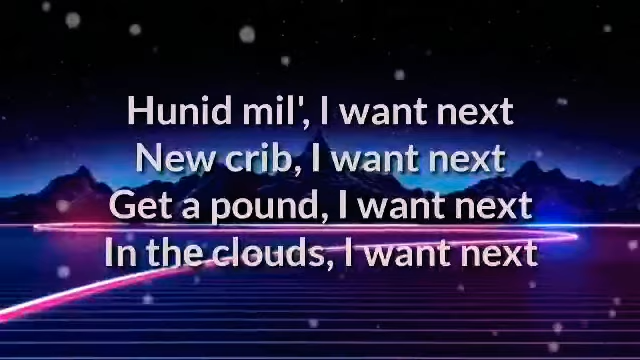 Hunid mil', I want next
New crib, I want next
Get a pound, I want next
In the clouds, I want next